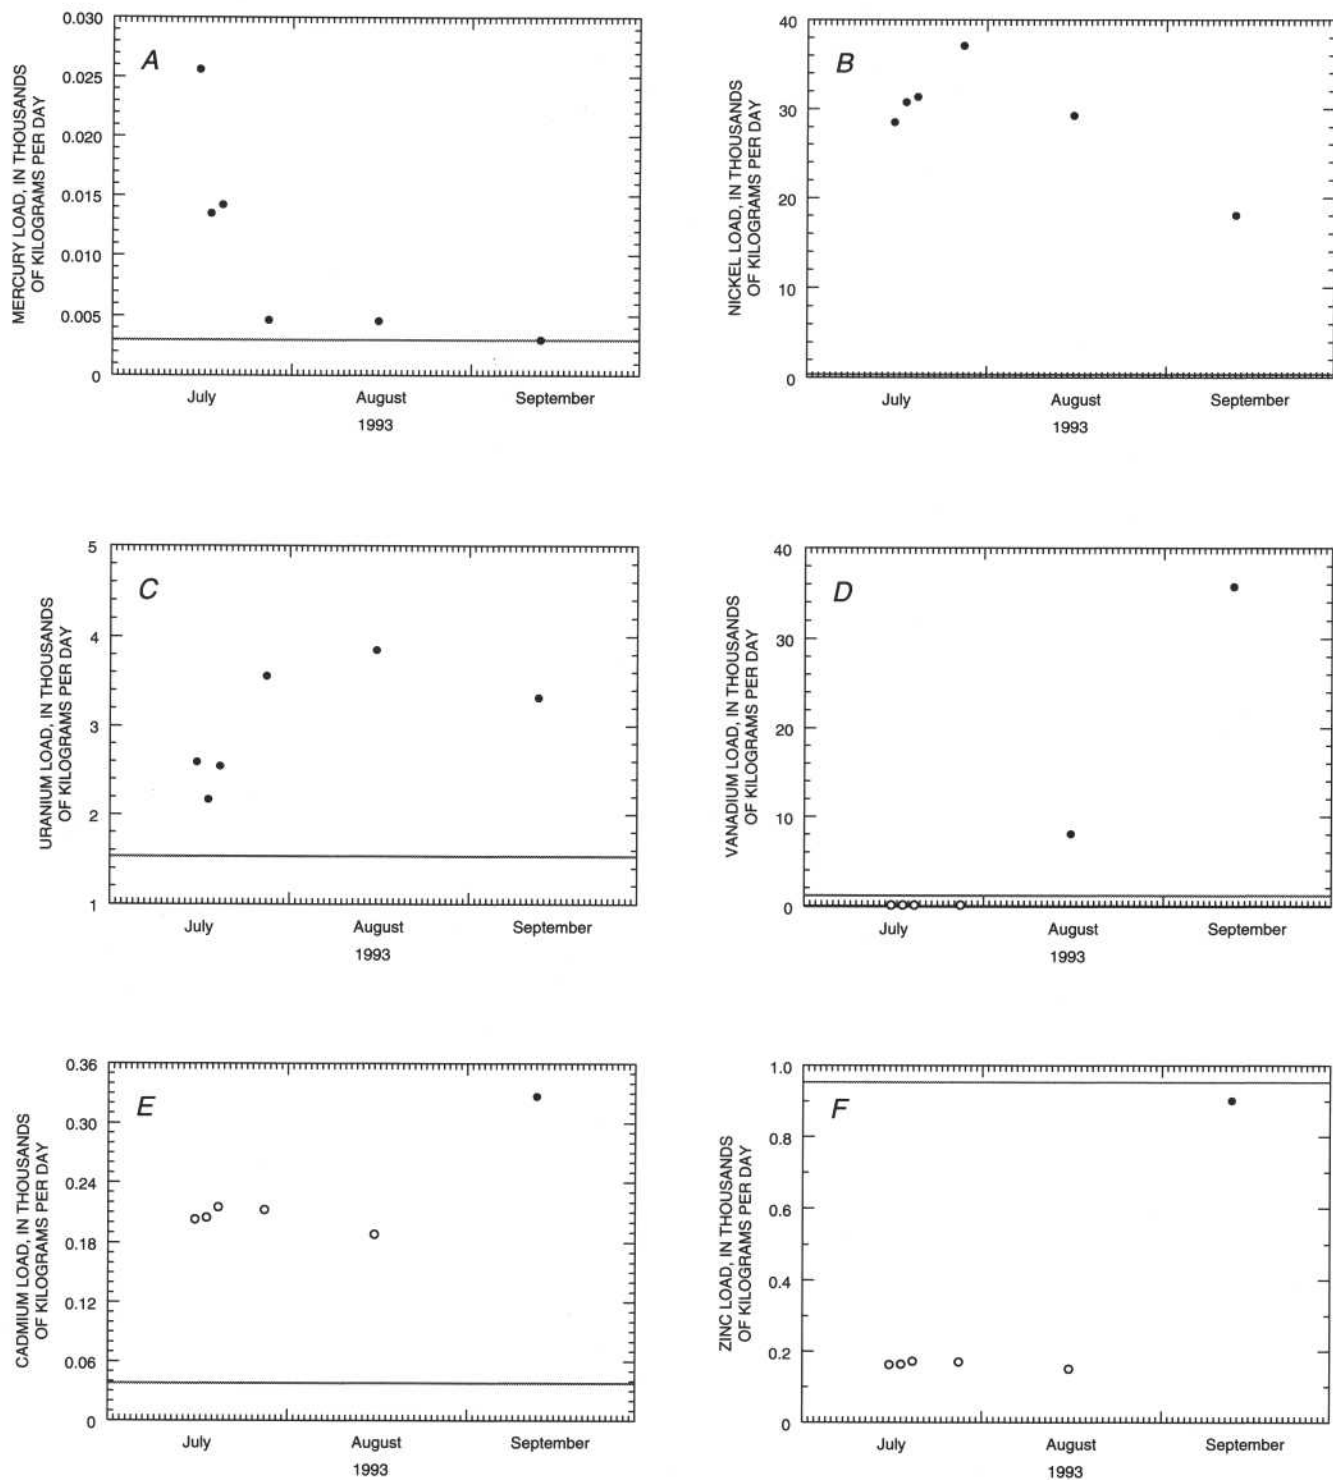 A
MERCURY LOAD, IN THOUSANDS
OF KILOGRAMS PER DAY
0.030
0.025
0.020
0.015
0.010
0.005
0
July
August
September
1993
B
NICKEL LOAD, IN THOUSANDS
OF KILOGRAMS PER DAY
40
30
20
10
0
July
August
September
1993
C
URANIUM LOAD, IN THOUSANDS
OF KILOGRAMS PER DAY
5
4
3
2
1
July
August
September
1993
D
VANADIUM LOAD, IN THOUSANDS
OF KILOGRAMS PER DAY
40
30
20
10
0
July
August
September
1993
E
CADMIUM LOAD, IN THOUSANDS
OF KILOGRAMS PER DAY
0.36
0.30
0.24
0.18
0.12
0.06
0
July
August
September
1993
F
ZINC LOAD, IN THOUSANDS
OF KILOGRAMS PER DAY
1.0
0.8
0.6
0.4
0.2
0
July
August
September
1993